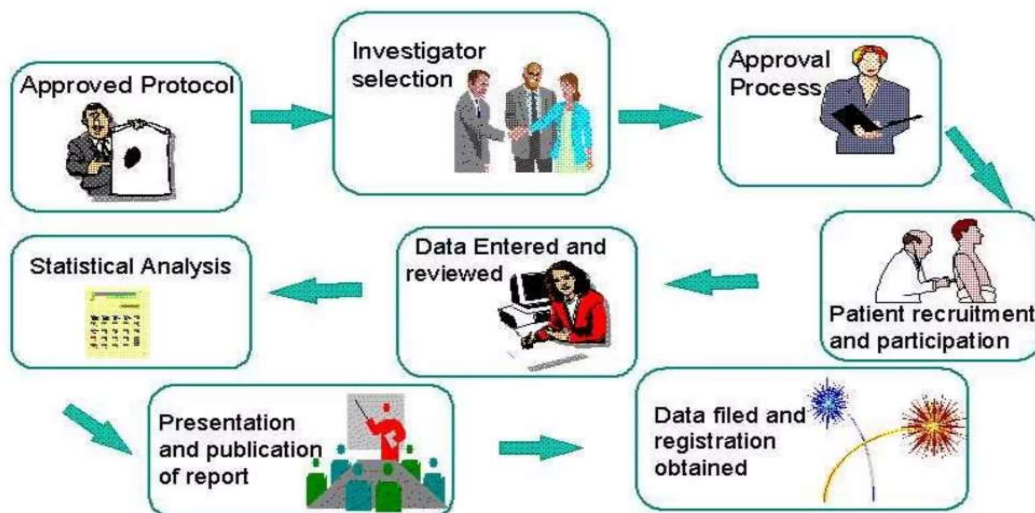 Approved Protocol
Investigator
selection
Approval
Process
Patient recruitment
and participation
Data Entered and
reviewed
Statistical Analysis
Presentation
and publication
of report
Data filed and
registration
obtained